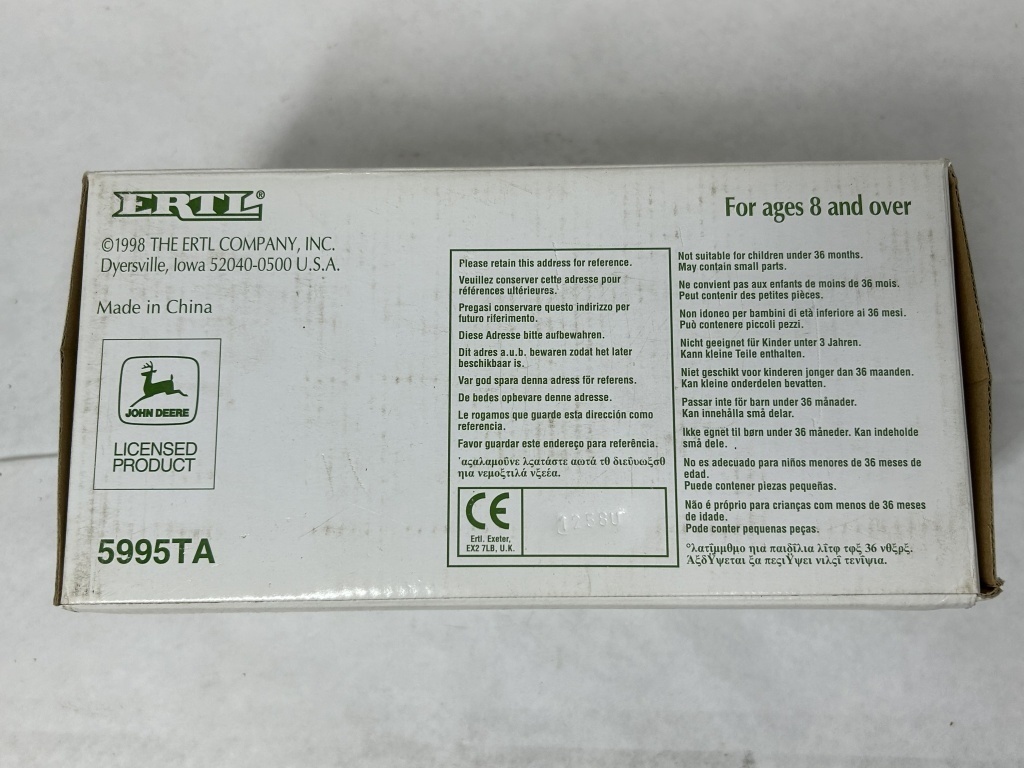 ERTL®
©1998 THE ERTL COMPANY, INC.
Dyersville, Iowa 52040-0500 U.S.A.
Made in China
JOHN DEERE
LICENSED
PRODUCT
5995TA
Please retain this address for reference.
Veuillez conserver cette adresse pour
références ultérieures.
Pregasi conservare questo indirizzo per
futuro riferimento.
Diese Adresse bitte aufbewahren.
Dit adres a.u.b. bewaren zodat het later
beschikbaar is.
Var god spara denna adress för referens.
De bedes opbevare denne adresse.
Le rogamos que guarde esta dirección como
referencia.
Favor guardar este endereço para referência.
CE
Ertl. Exeter,
EX2 7LB, U.K.
For ages 8 and over
Not suitable for children under 36 months.
May contain small parts.
Ne convient pas aux enfants de moins de 36 mois.
Peut contenir des petites pièces.
Non idoneo per bambini di età inferiore ai 36 mesi.
Può contenere piccoli pezzi.
Nicht geeignet für Kinder unter 3 Jahren.
Kann kleine Teile enthalten.
Niet geschikt voor kinderen jonger dan 36 maanden.
Kan kleine onderdelen bevatten.
Passar inte för barn under 36 månader.
Kan innehålla små delar.
Ikke egnet til børn under 36 måneder. Kan indeholde
små dele.
No es adecuado para niños menores de 36 meses de
edad.
Puede contener piezas pequeñas.
Não é próprio para crianças com menos de 36 meses
de idade.
Pode conter pequenas peças.